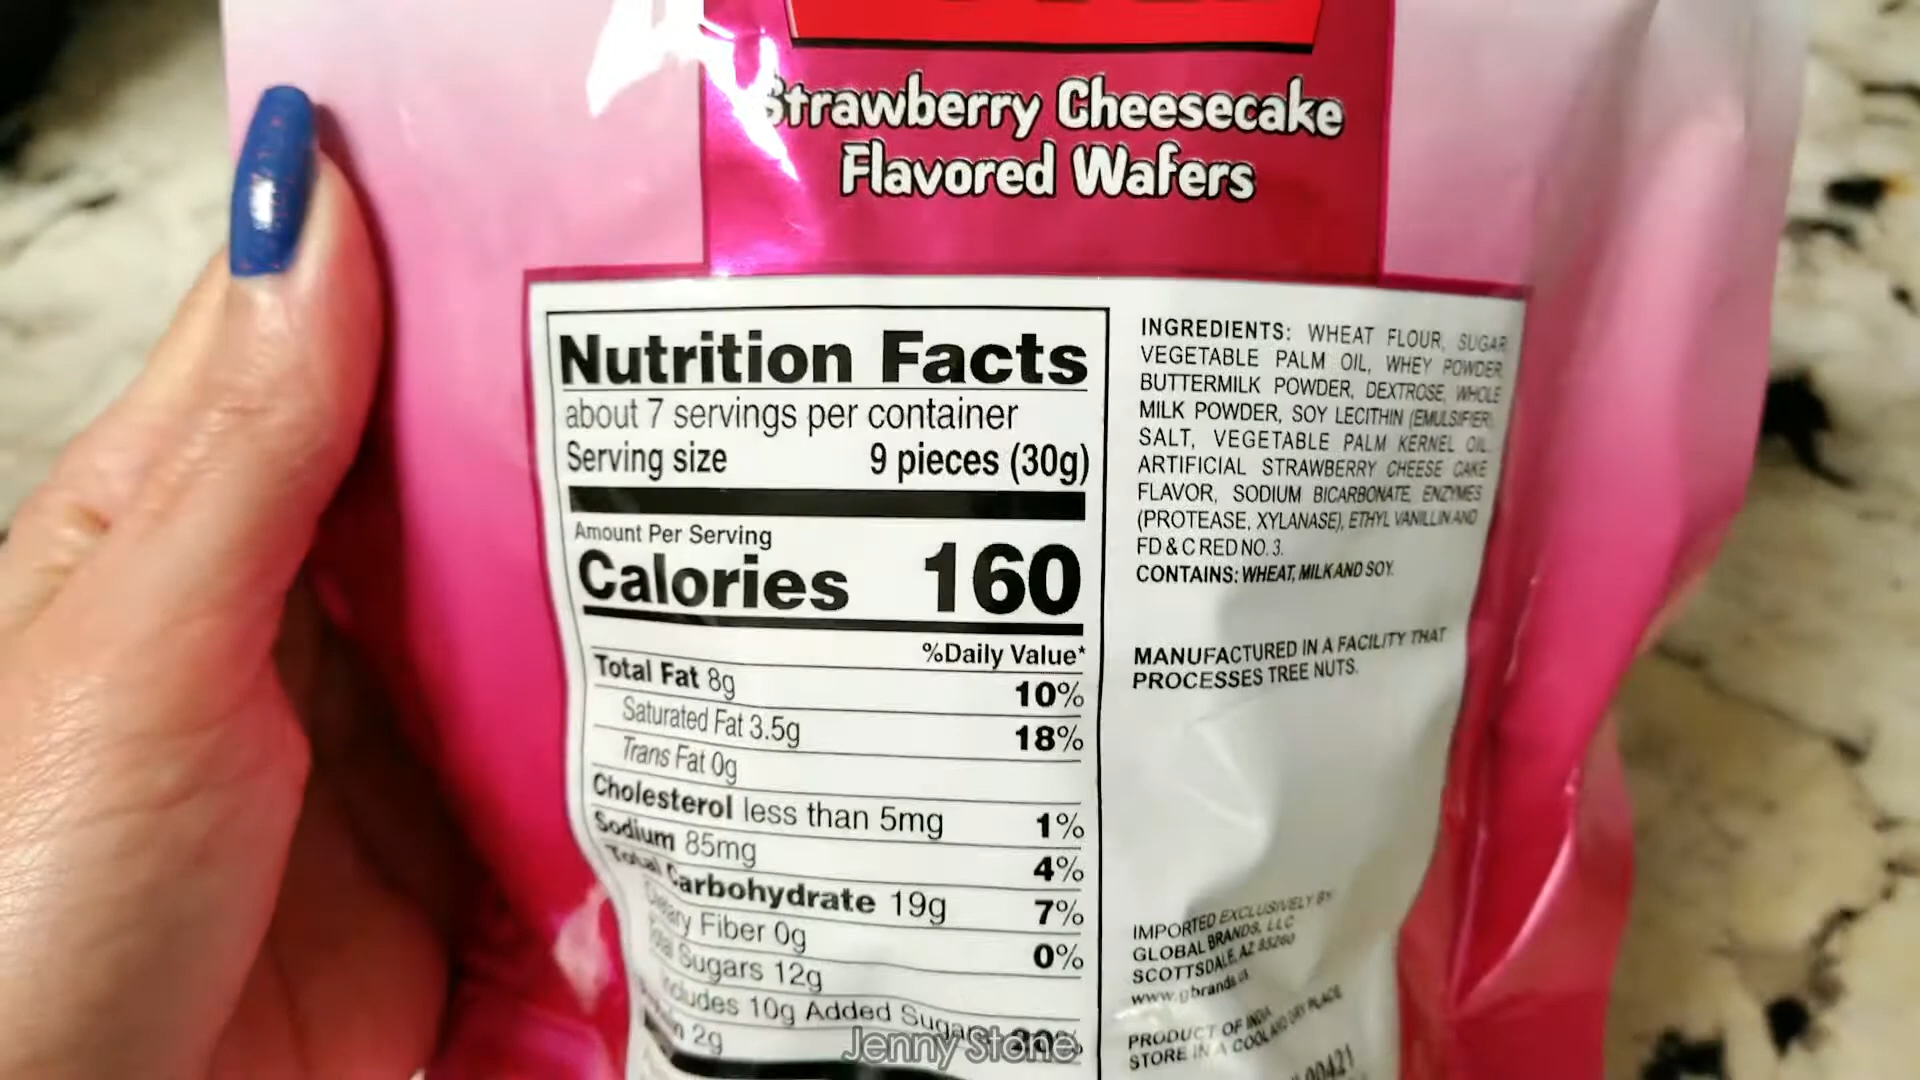 Strawberry Cheesecake
Flavored Wafers
Nutrition Facts
about 7 servings per container
Serving size 9 pieces (30g)
Amount Per Serving
Calories 160
%Daily Value*
Total Fat 8g 10%
Saturated Fat 3.5g 18%
Trans Fat 0g
Cholesterol less than 5mg 1%
Sodium 85mg 4%
Total Carbohydrate 19g 7%
Dietary Fiber 0g 0%
Total Sugars 12g
Includes 10g Added Sugars 20%
2g
INGREDIENTS: WHEAT FLOUR, SUGAR
VEGETABLE PALM OIL, WHEY POWDER,
BUTTERMILK POWDER, DEXTROSE, WHOLE
MILK POWDER, SOY LECITHIN (EMULSIFIER)
SALT, VEGETABLE PALM KERNEL OIL.
ARTIFICIAL STRAWBERRY CHEESE CAKE
FLAVOR, SODIUM BICARBONATE, ENZYMES
(PROTEASE, XYLANASE), ETHYL VANILLIN AND
FD & C RED NO. 3.
CONTAINS: WHEAT, MILK AND SOY.
MANUFACTURED IN A FACILITY THAT
PROCESSES TREE NUTS.
IMPORTED EXCLUSIVELY BY
GLOBAL BRANDS, LLC
SCOTTSDALE, AZ 85260
PRODUCT OF INDIA
STORE IN A COOL AND DRY PLACE
00421
Jenny Stone